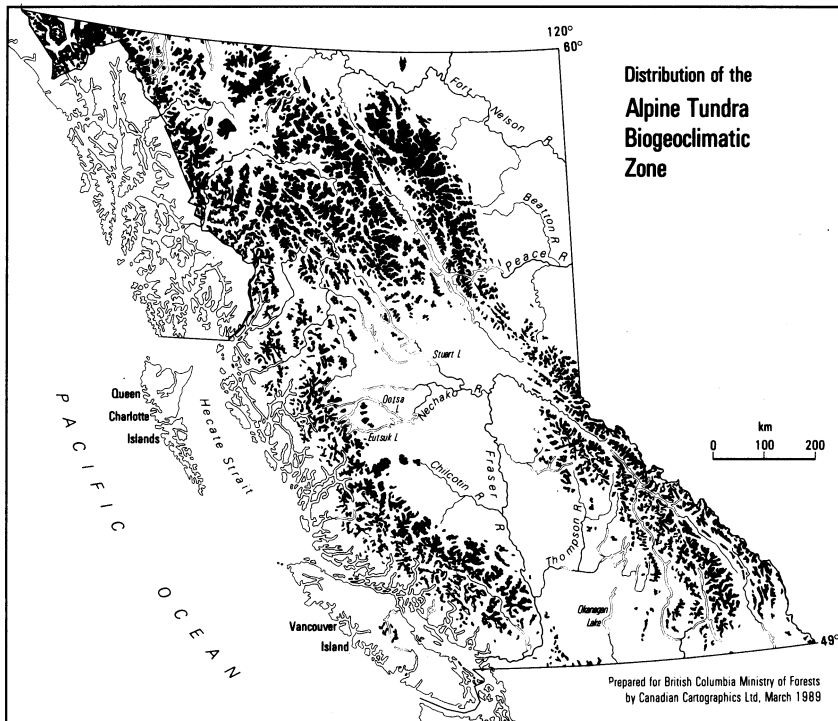 120°
60°
Distribution of the
Alpine Tundra
Biogeoclimatic
Zone
Fort Nelson R.
Beatton R.
Peace R.
Stuart L.
Queen
Charlotte
Islands
Hecate Strait
Ootsa
L.
Nechako R.
Eutsuk L.
Chilcotin R.
Fraser R.
Thompson R.
km
0 100 200
PACIFIC OCEAN
Okanagan
Lake
Vancouver
Island
49°
Prepared for British Columbia Ministry of Forests
by Canadian Cartographics Ltd, March 1989